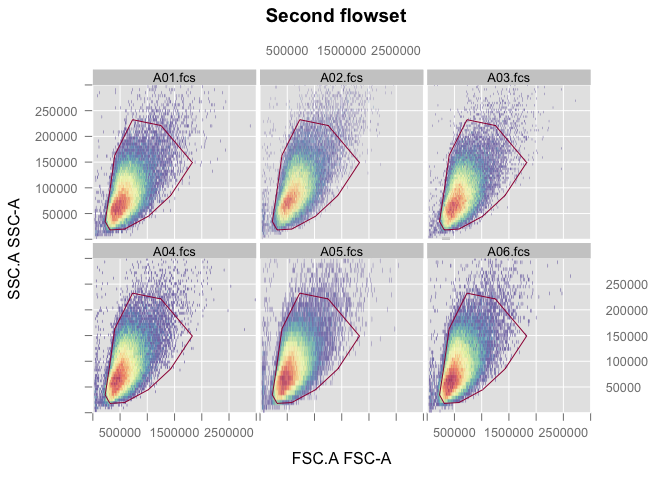 Second flowset
500000 1500000 2500000
A01.fcs A02.fcs A03.fcs
250000
200000
150000
100000
50000
SSC.A SSC-A
A04.fcs A05.fcs A06.fcs
250000
200000
150000
100000
50000
500000 1500000 2500000 500000 1500000 2500000
FSC.A FSC-A